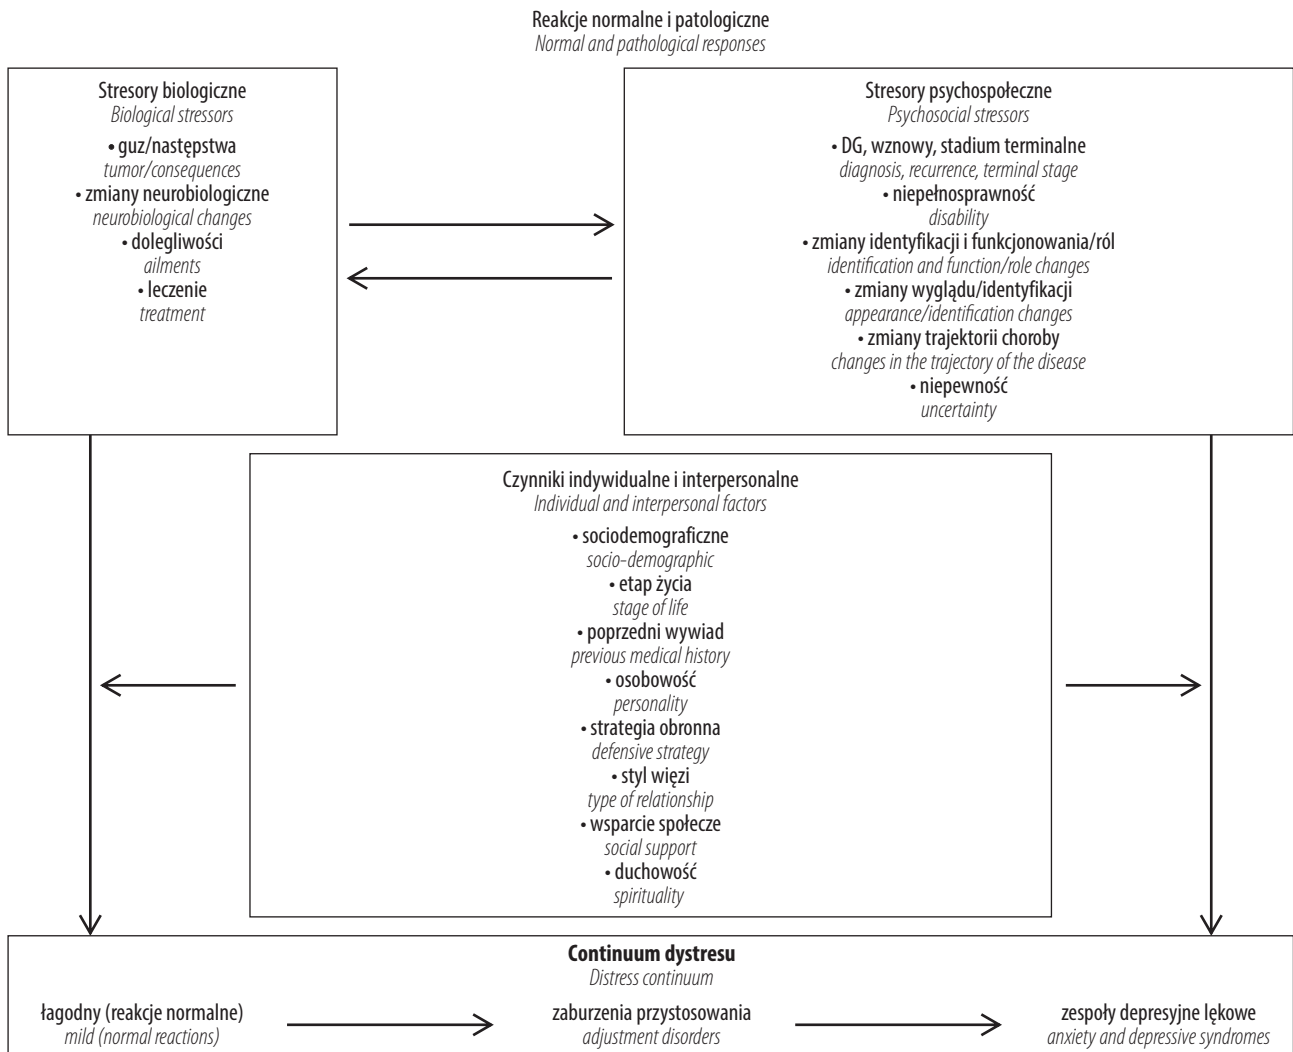 Reakcje normalne i patologiczne
Normal and pathological responses
Stresory biologiczne
Biological stressors
• guz/następstwa
tumor/consequences
• zmiany neurobiologiczne
neurobiological changes
• dolegliwości
ailments
• leczenie
treatment
Stresory psychospołeczne
Psychosocial stressors
• DG, wznowy, stadium terminalne
diagnosis, recurrence, terminal stage
• niepełnosprawność
disability
• zmiany identyfikacji i funkcjonowania/ról
identification and function/role changes
• zmiany wyglądu/identyfikacji
appearance/identification changes
• zmiany trajektorii choroby
changes in the trajectory of the disease
• niepewność
uncertainty
Czynniki indywidualne i interpersonalne
Individual and interpersonal factors
• sociodemograficzne
socio-demographic
• etap życia
stage of life
• poprzedni wywiad
previous medical history
• osobowość
personality
• strategia obronna
defensive strategy
• styl więzi
type of relationship
• wsparcie społecze
social support
• duchowość
spirituality
Continuum dystresu
Distress continuum
łagodny (reakcje normalne)
mild (normal reactions)
zaburzenia przystosowania
adjustment disorders
zespoły depresyjne lękowe
anxiety and depressive syndromes